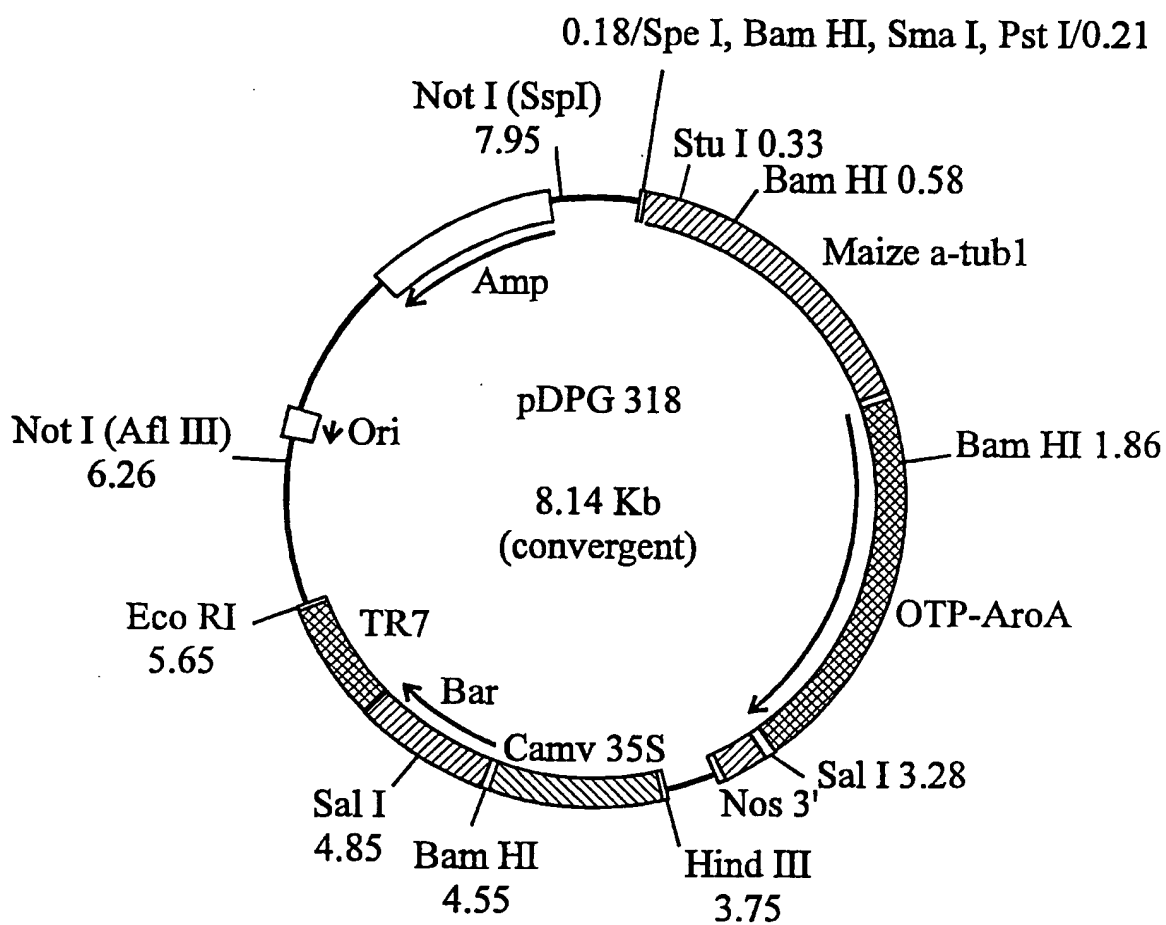 0.18/Spe I, Bam HI, Sma I, Pst I/0.21
Not I (SspI)
7.95
Stu I 0.33
Bam HI 0.58
Maize a-tub1
Amp
pDPG 318
Not I (Afl III)
6.26
Ori
Bam HI 1.86
8.14 Kb
(convergent)
Eco RI
5.65
TR7
OTP-AroA
Bar
Camv 35S
Sal I
4.85
Bam HI
4.55
Nos 3'
Sal I 3.28
Hind III
3.75